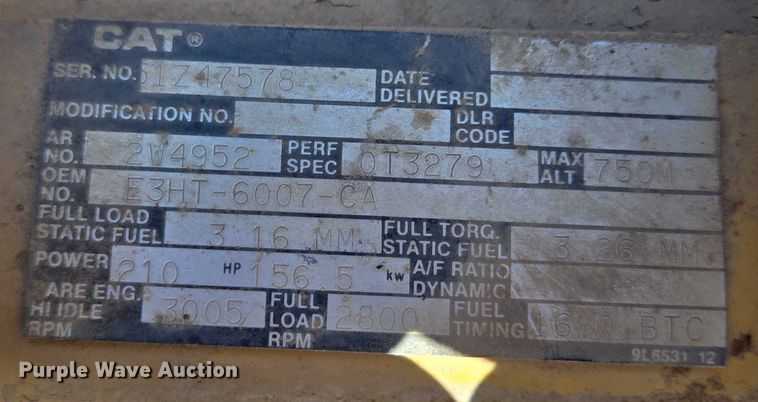 CAT®
SER. NO. 61Z47578 DATE DELIVERED
MODIFICATION NO. DLR CODE
AR NO. 2W4952 PERF SPEC 0T3279 MAX ALT 750M
OEM NO. E3HT-6007-CA
FULL LOAD STATIC FUEL 3.16 MM FULL TORQ. STATIC FUEL 3.26 MM
POWER 210 HP 156.5 kw A/F RATIO DYNAMIC
ARE ENG. HI IDLE RPM 3005 FULL LOAD RPM 2800 FUEL TIMING 16.0 BTC
9L6531 12
Purple Wave Auction